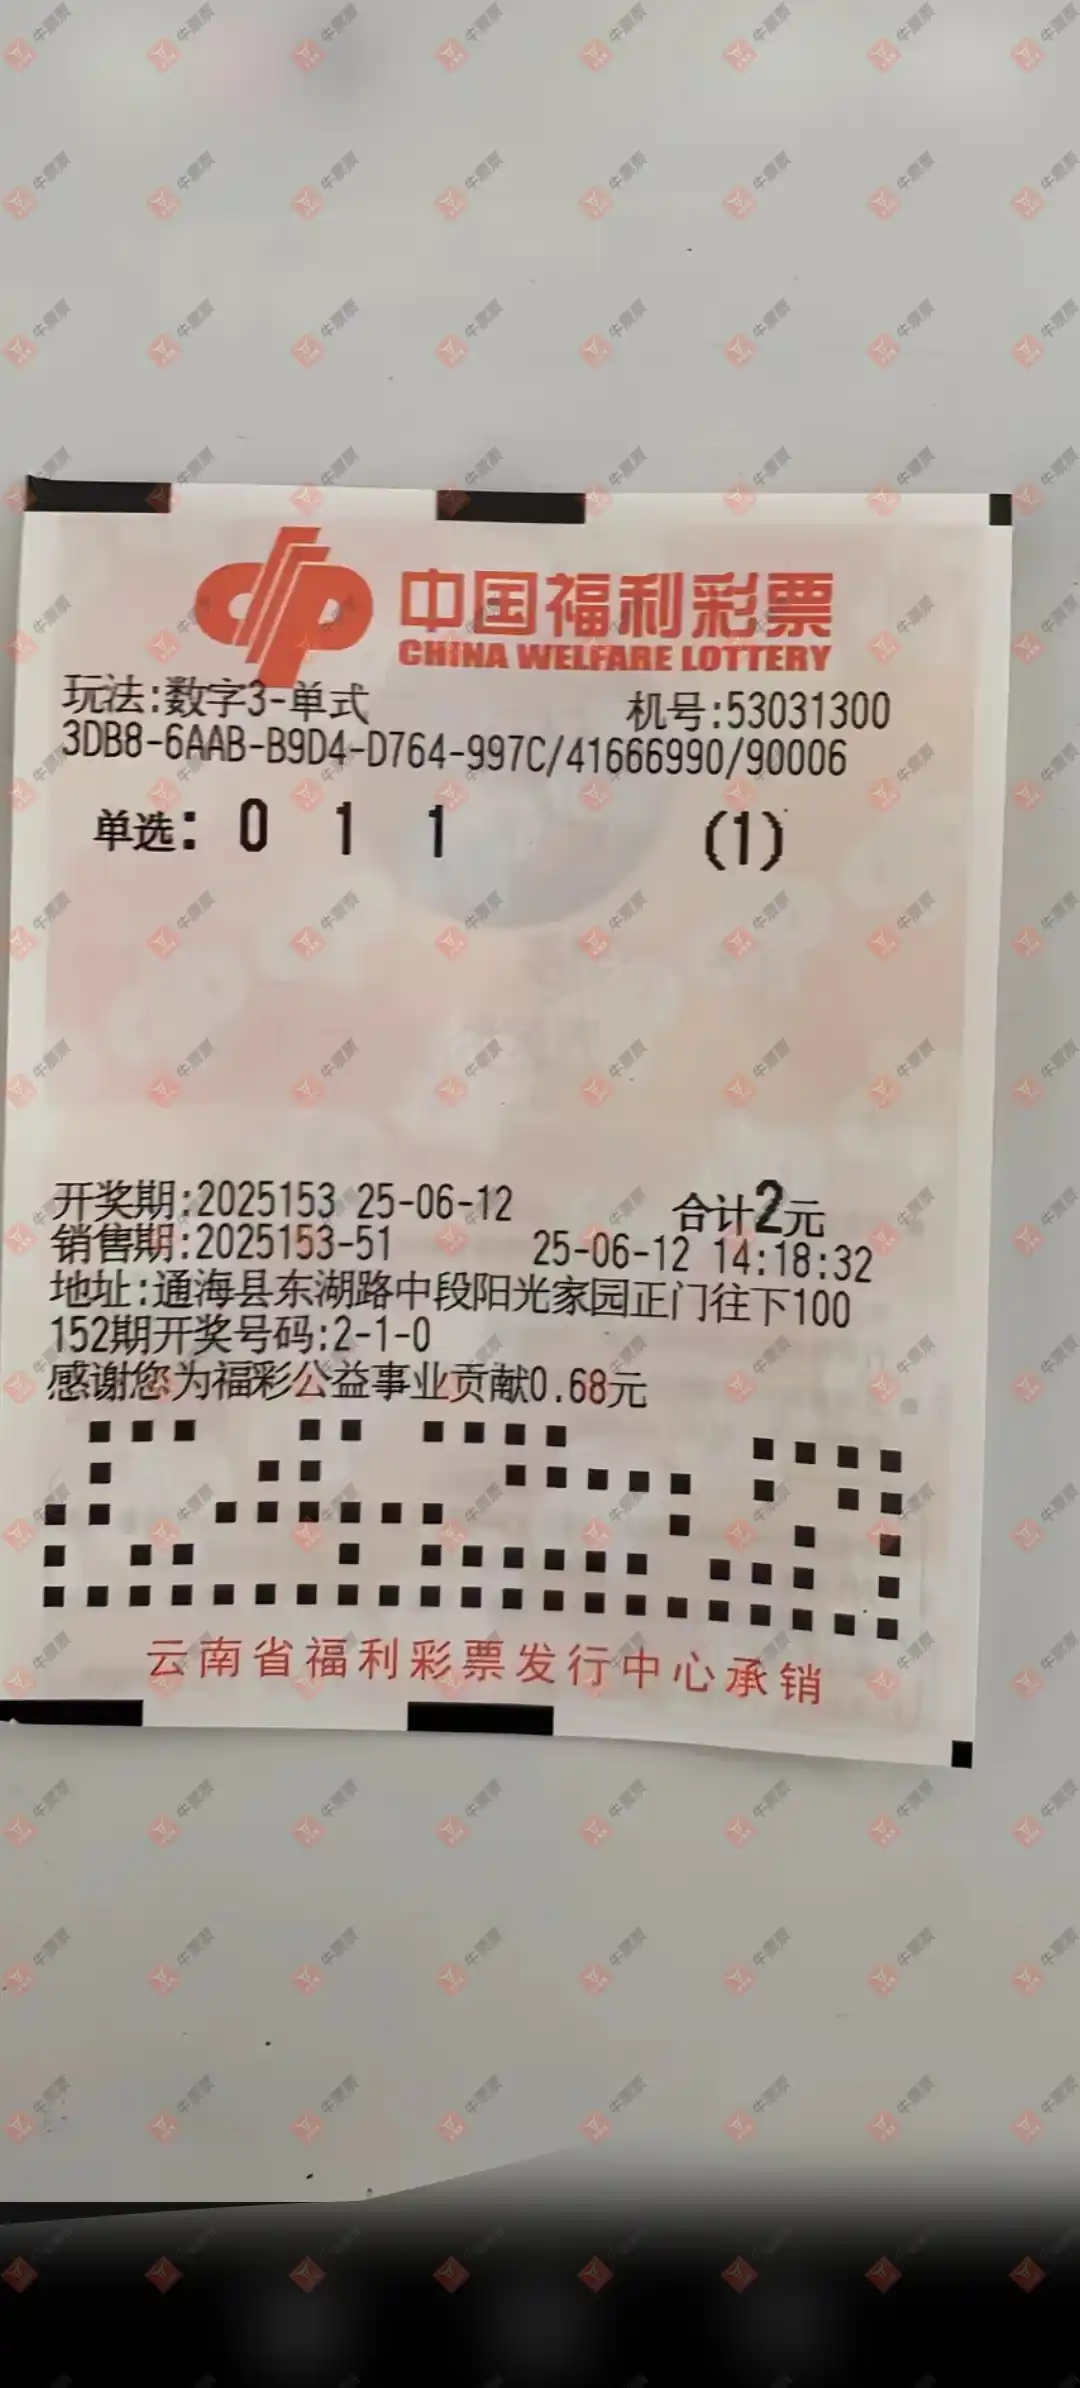 中国福利彩票
CHINA WELFARE LOTTERY
玩法:数字3-单式 机号:53031300
3DB8-6AAB-B9D4-D764-997C/41666990/90006
单选: 0 1 1 (1)
开奖期:2025153 25-06-12 合计2元
销售期:2025153-51 25-06-12 14:18:32
地址:通海县东湖路中段阳光家园正门往下100
152期开奖号码:2-1-0
感谢您为福彩公益事业贡献0.68元
云南省福利彩票发行中心承销
牛票票